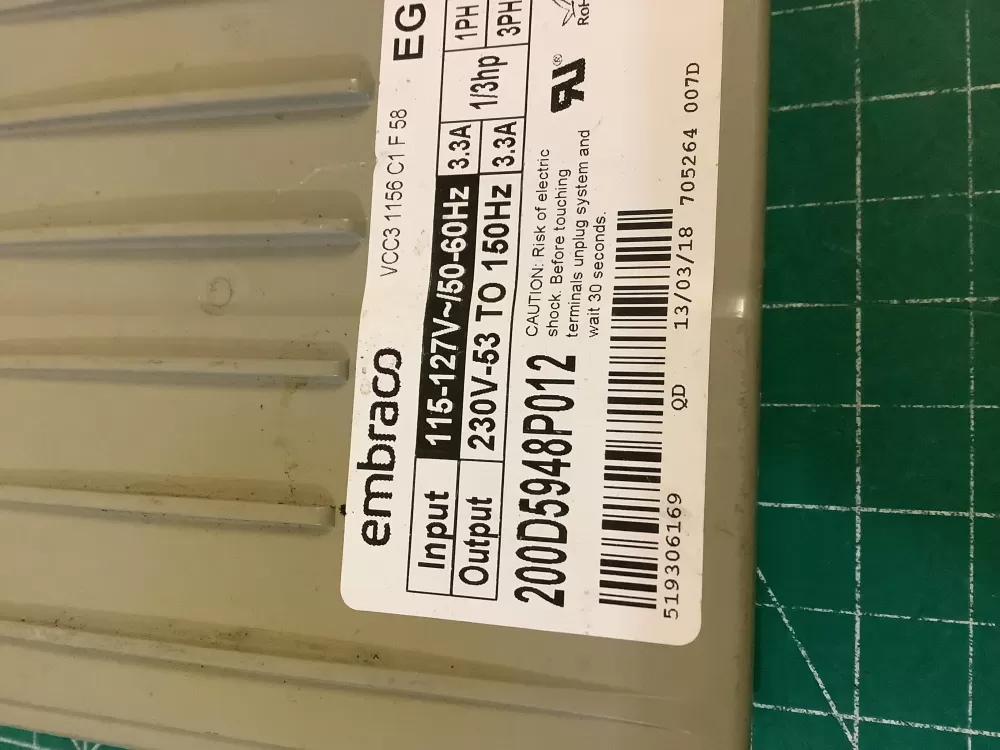 embraco VCC3 1156 C1 F 58 EG
Input 115-127V~/50-60Hz 3.3A 1/3hp 1PH
Output 230V-53 TO 150Hz 3.3A 3PH
200D5948P012
CAUTION: Risk of electric
shock. Before touching
terminals unplug system and
wait 30 seconds.
RoH
519306169 QD 13/03/18 705264 007D